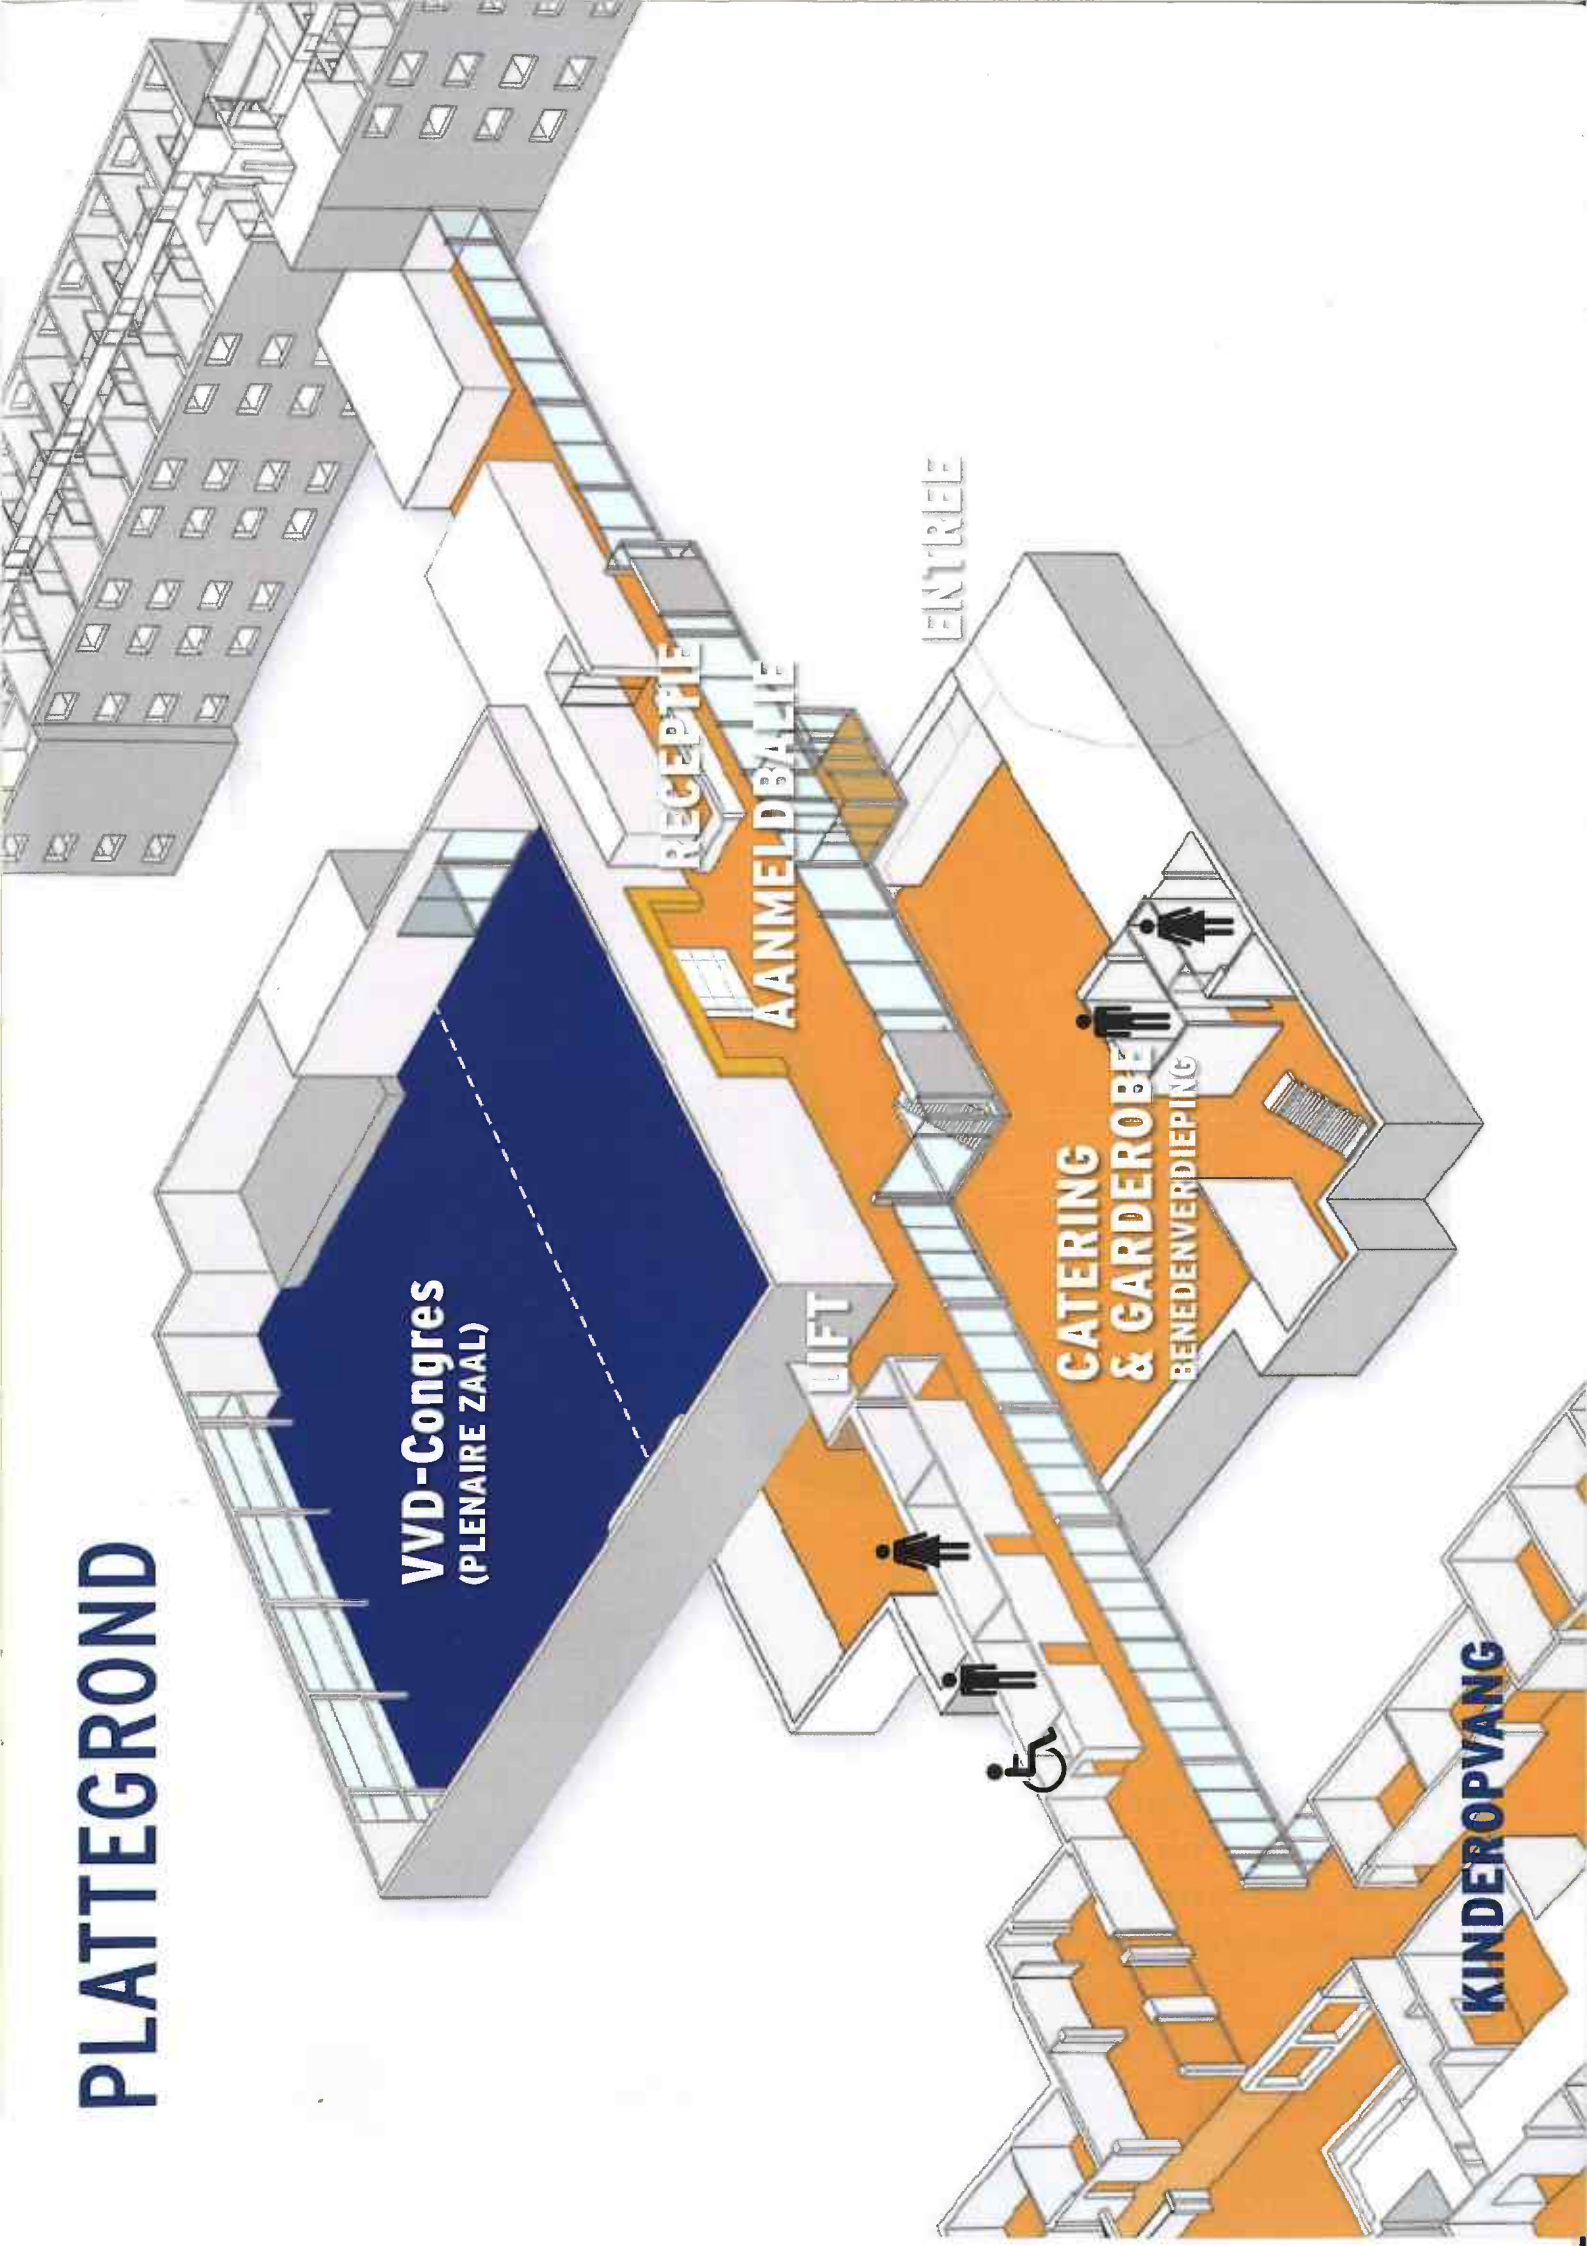 PLATTEGROND
VVD-Congres
(PLENAIRE ZAAL)
RECEPTIE
AANMELDBALIE
LIFT
ENTREE
CATERING
& GARDEROBE
BENEDENVERDIEPING
KINDEROPVANG